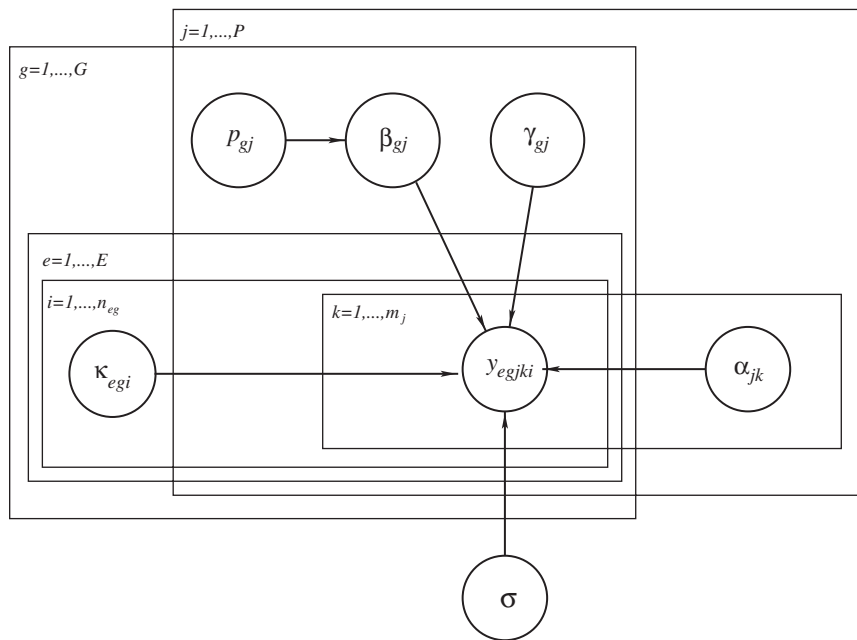 j=1,...,P
g=1,...,G
p_gj
β_gj
γ_gj
e=1,...,E
i=1,...,n_eg
k=1,...,m_j
κ_egi
y_egjki
α_jk
σ